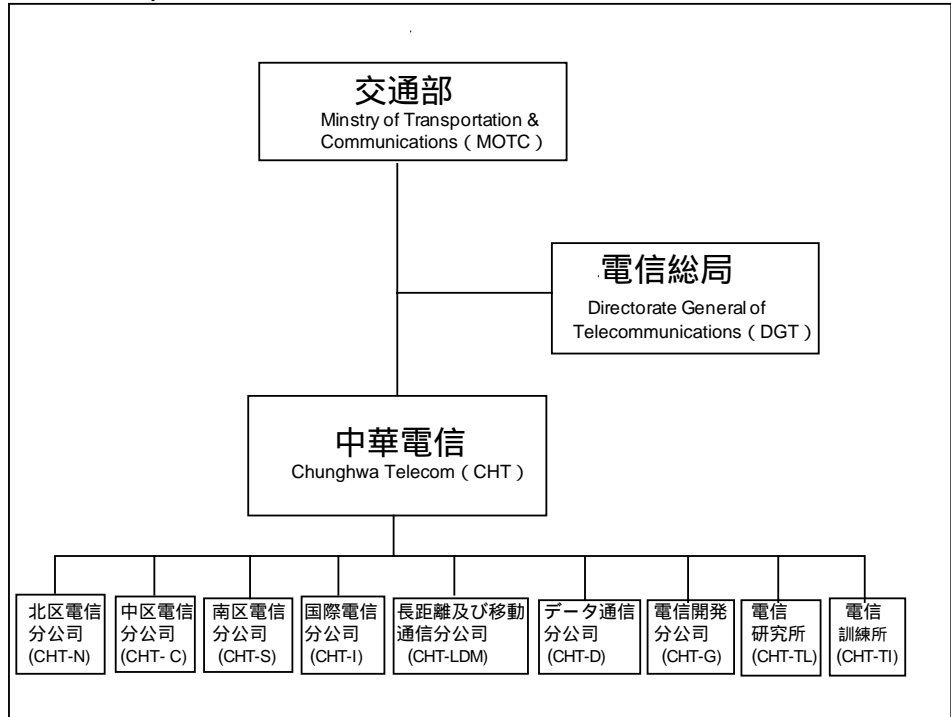 交通部
Minstry of Transportation &
Communications（MOTC）
電信総局
Directorate General of
Telecommunications（DGT）
中華電信
Chunghwa Telecom（CHT）
北区電信
分公司
(CHT-N)
中区電信
分公司
(CHT- C)
南区電信
分公司
(CHT-S)
国際電信
分公司
(CHT-I)
長距離及び移動
通信分公司
(CHT-LDM)
データ通信
分公司
(CHT-D)
電信開発
分公司
(CHT-G)
電信
研究所
(CHT-TL)
電信
訓練所
(CHT-TI)